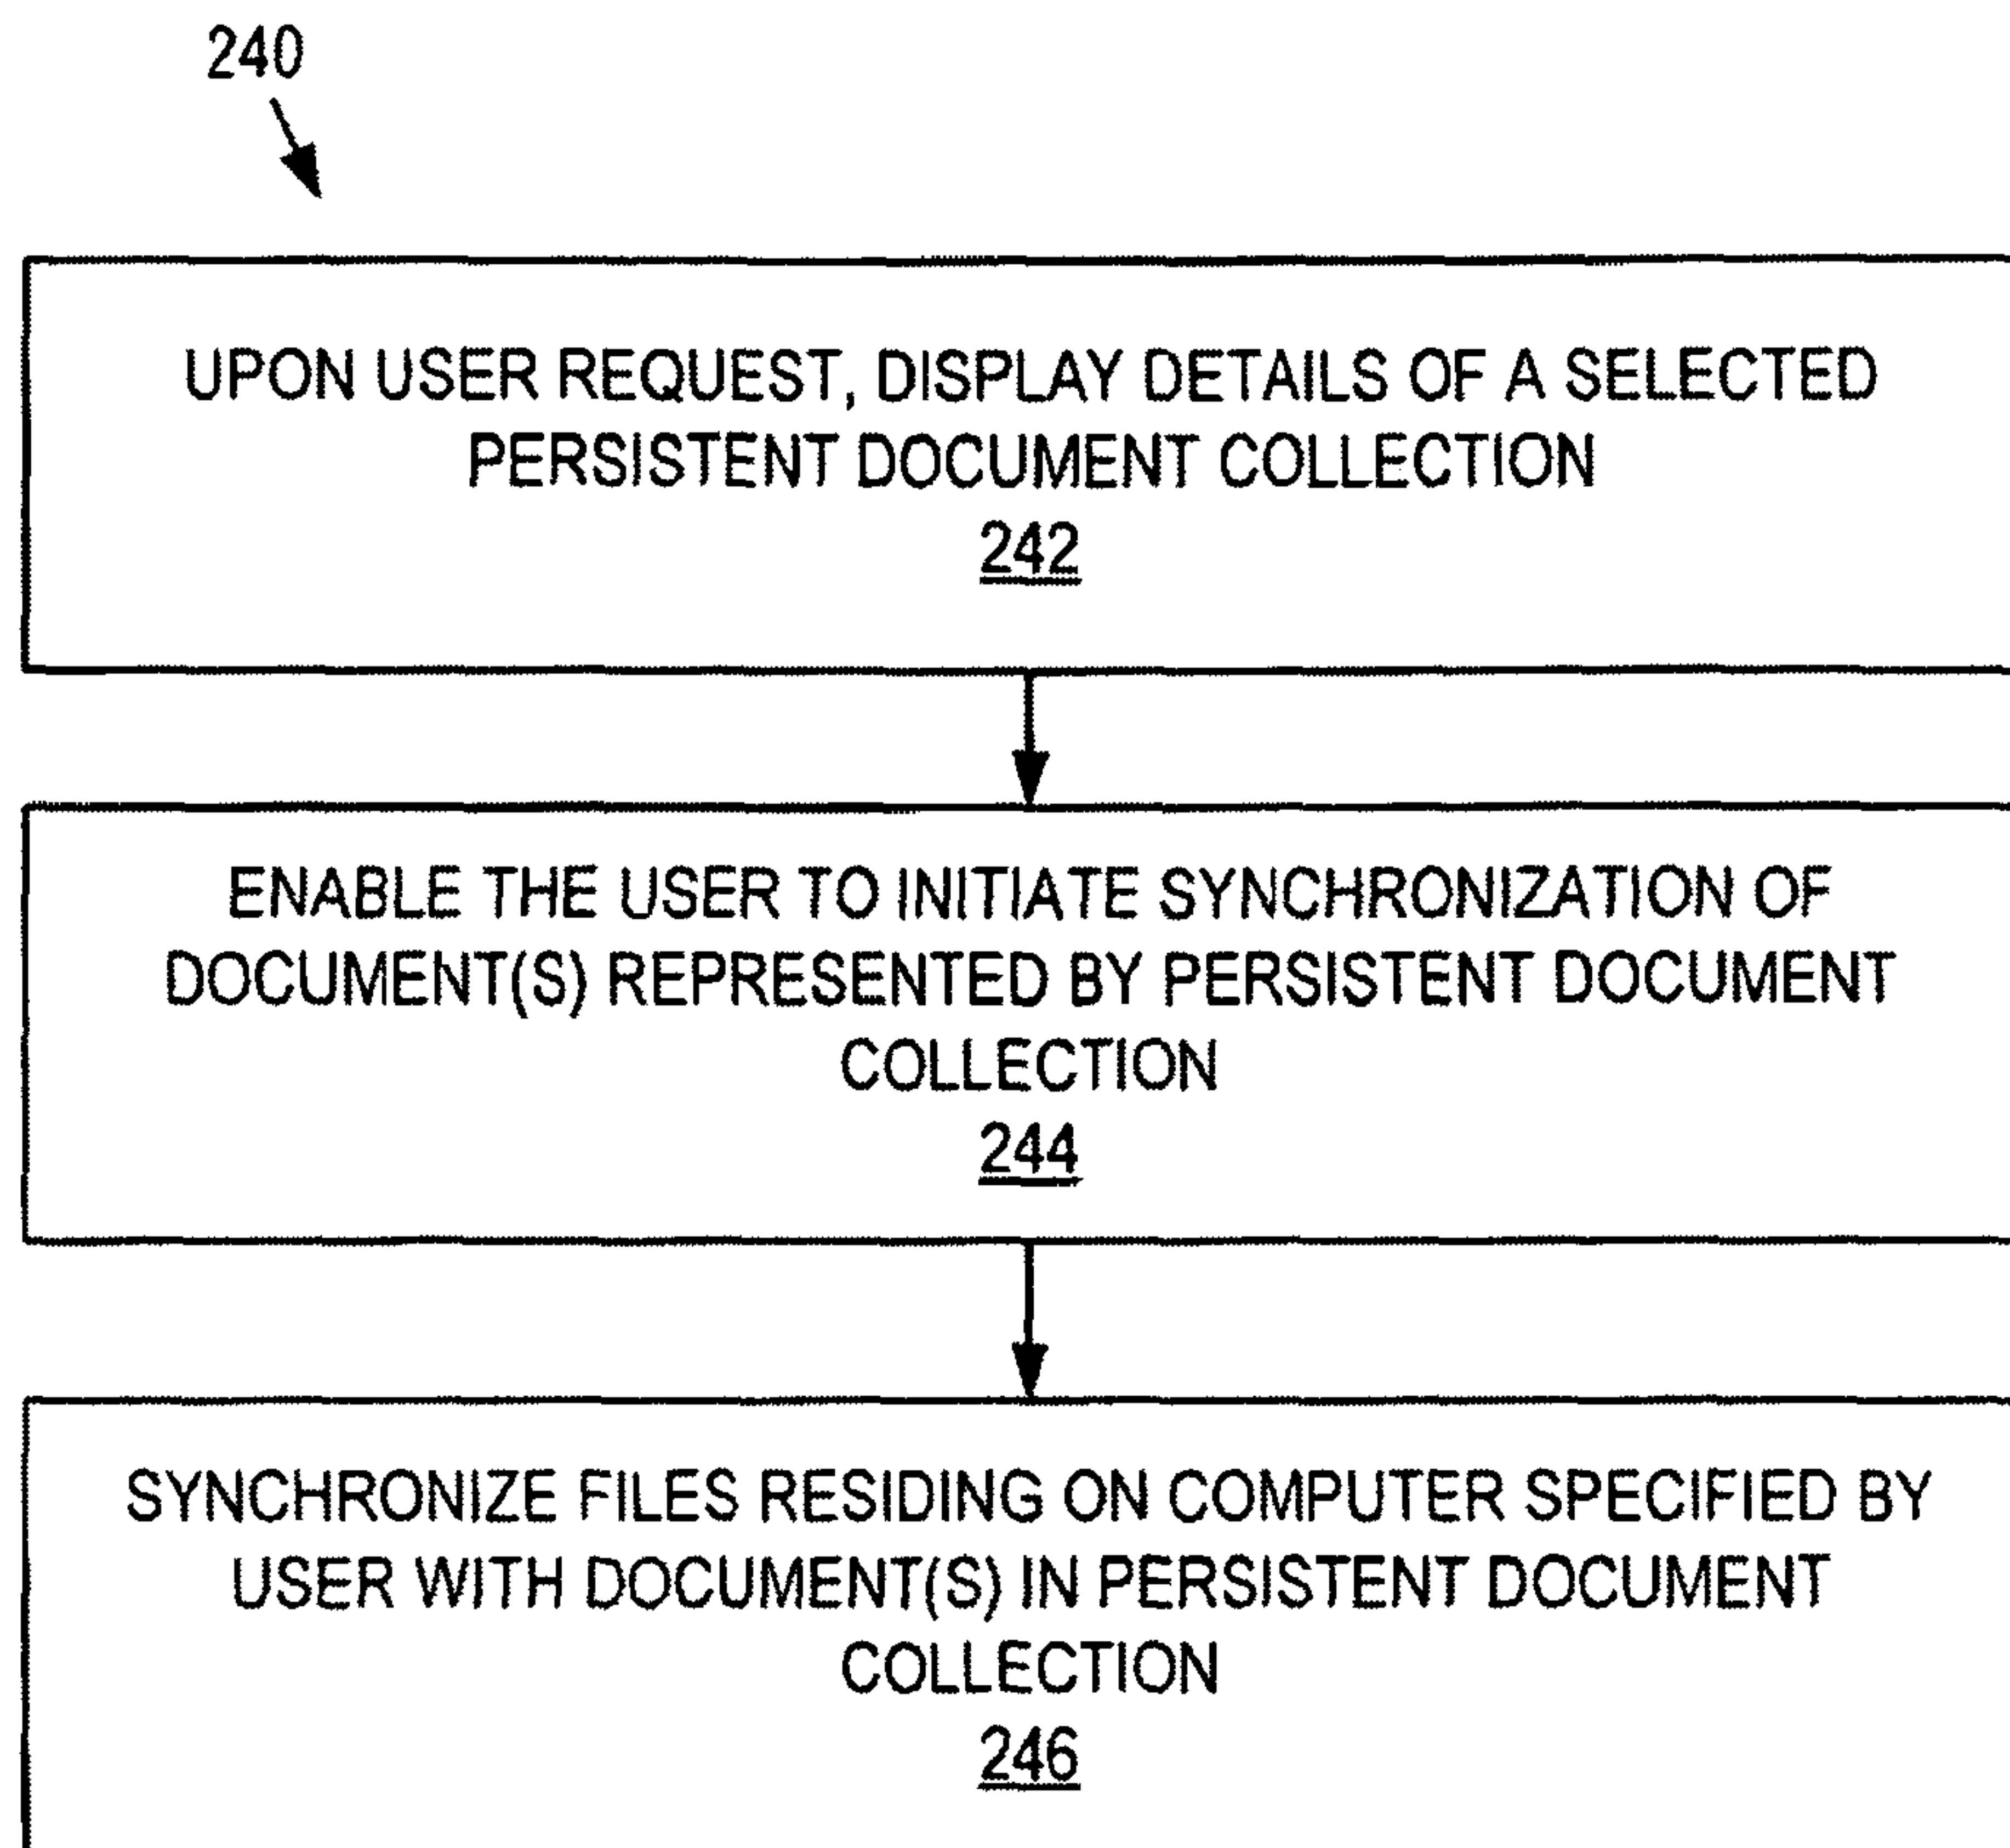 240
UPON USER REQUEST, DISPLAY DETAILS OF A SELECTED
PERSISTENT DOCUMENT COLLECTION
242
ENABLE THE USER TO INITIATE SYNCHRONIZATION OF
DOCUMENT(S) REPRESENTED BY PERSISTENT DOCUMENT
COLLECTION
244
SYNCHRONIZE FILES RESIDING ON COMPUTER SPECIFIED BY
USER WITH DOCUMENT(S) IN PERSISTENT DOCUMENT
COLLECTION
246